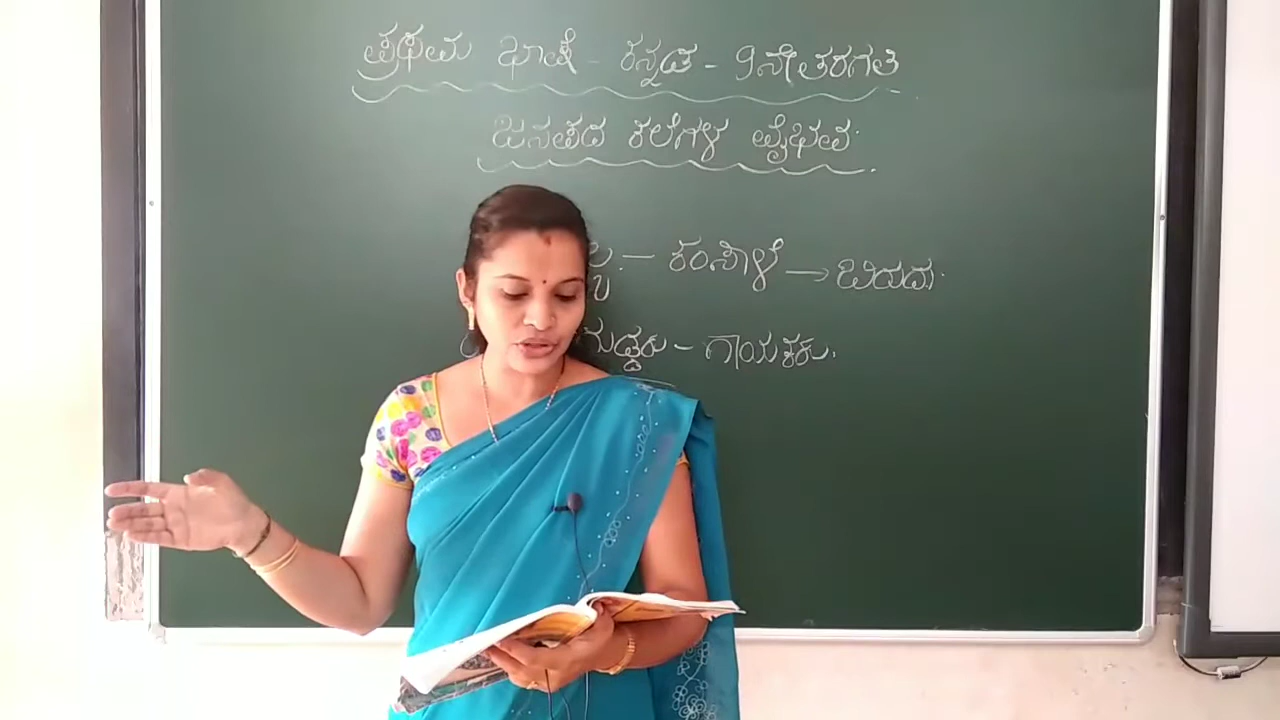 ಪ್ರಥಮ ಭಾಷೆ - ಕನ್ನಡ - 9ನೇ ತರಗತಿ
ಜನಪದ ಕಲೆಗಳ ವೈಭವ.
— ಕಂಸಾಳೆ → ಬಿರುದು.
ಗುಡ್ಡರು - ಗಾಯಕರು.